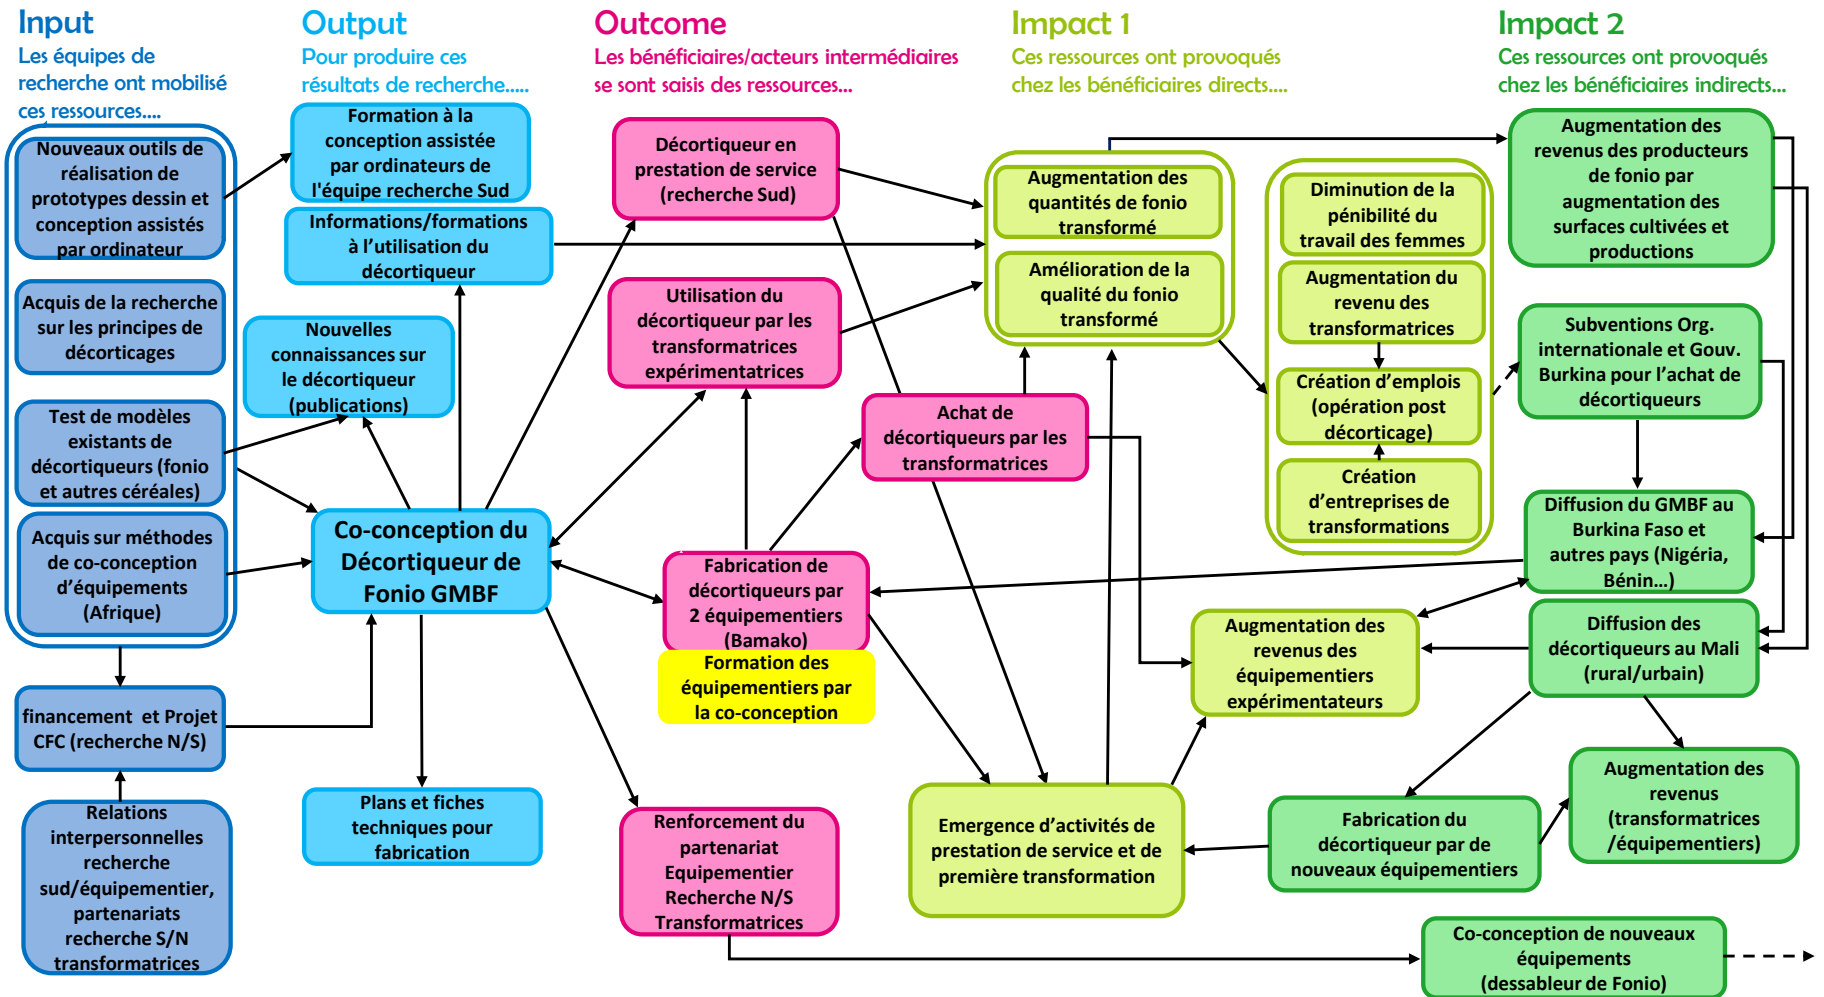 Input
Les équipes de
recherche ont mobilisé
ces ressources....
Nouveaux outils de
réalisation de
prototypes dessin et
conception assistés
par ordinateur
Acquis de la recherche
sur les principes de
décorticages
Test de modèles
existants de
décortiqueurs (fonio
et autres céréales)
Acquis sur méthodes
de co-conception
d'équipements
(Afrique)
financement et Projet
CFC (recherche N/S)
Relations
interpersonnelles
recherche
sud/équipementier,
partenariats
recherche S/N
transformatrices
Output
Pour produire ces
résultats de recherche.....
Formation à la
conception assistée
par ordinateurs de
l'équipe recherche Sud
Informations/formations
à l'utilisation du
décortiqueur
Nouvelles
connaissances sur
le décortiqueur
(publications)
Co-conception du
Décortiqueur de
Fonio GMBF
Plans et fiches
techniques pour
fabrication
Outcome
Les bénéficiaires/acteurs intermédiaires
se sont saisis des ressources...
Décortiqueur en
prestation de service
(recherche Sud)
Utilisation du
décortiqueur par les
transformatrices
expérimentatrices
Achat de
décortiqueurs par les
transformatrices
Fabrication de
décortiqueurs par
2 équipementiers
(Bamako)
Formation des
équipementiers par
la co-conception
Renforcement du
partenariat
Equipementier
Recherche N/S
Transformatrices
Impact 1
Ces ressources ont provoqués
chez les bénéficiaires directs....
Augmentation des
quantités de fonio
transformé
Amélioration de la
qualité du fonio
transformé
Diminution de la
pénibilité du
travail des femmes
Augmentation du
revenu des
transformatrices
Création d'emplois
(opération post
décorticage)
Création
d'entreprises de
transformations
Augmentation des
revenus des
équipementiers
expérimentateurs
Emergence d'activités de
prestation de service et de
première transformation
Impact 2
Ces ressources ont provoqués
chez les bénéficiaires indirects...
Augmentation des
revenus des producteurs
de fonio par
augmentation des
surfaces cultivées et
productions
Subventions Org.
internationale et Gouv.
Burkina pour l'achat de
décortiqueurs
Diffusion du GMBF au
Burkina Faso et
autres pays (Nigéria,
Bénin...)
Diffusion des
décortiqueurs au Mali
(rural/urbain)
Augmentation des
revenus
(transformatrices
/équipementiers)
Fabrication du
décortiqueur par de
nouveaux équipementiers
Co-conception de nouveaux
équipements
(dessableur de Fonio)